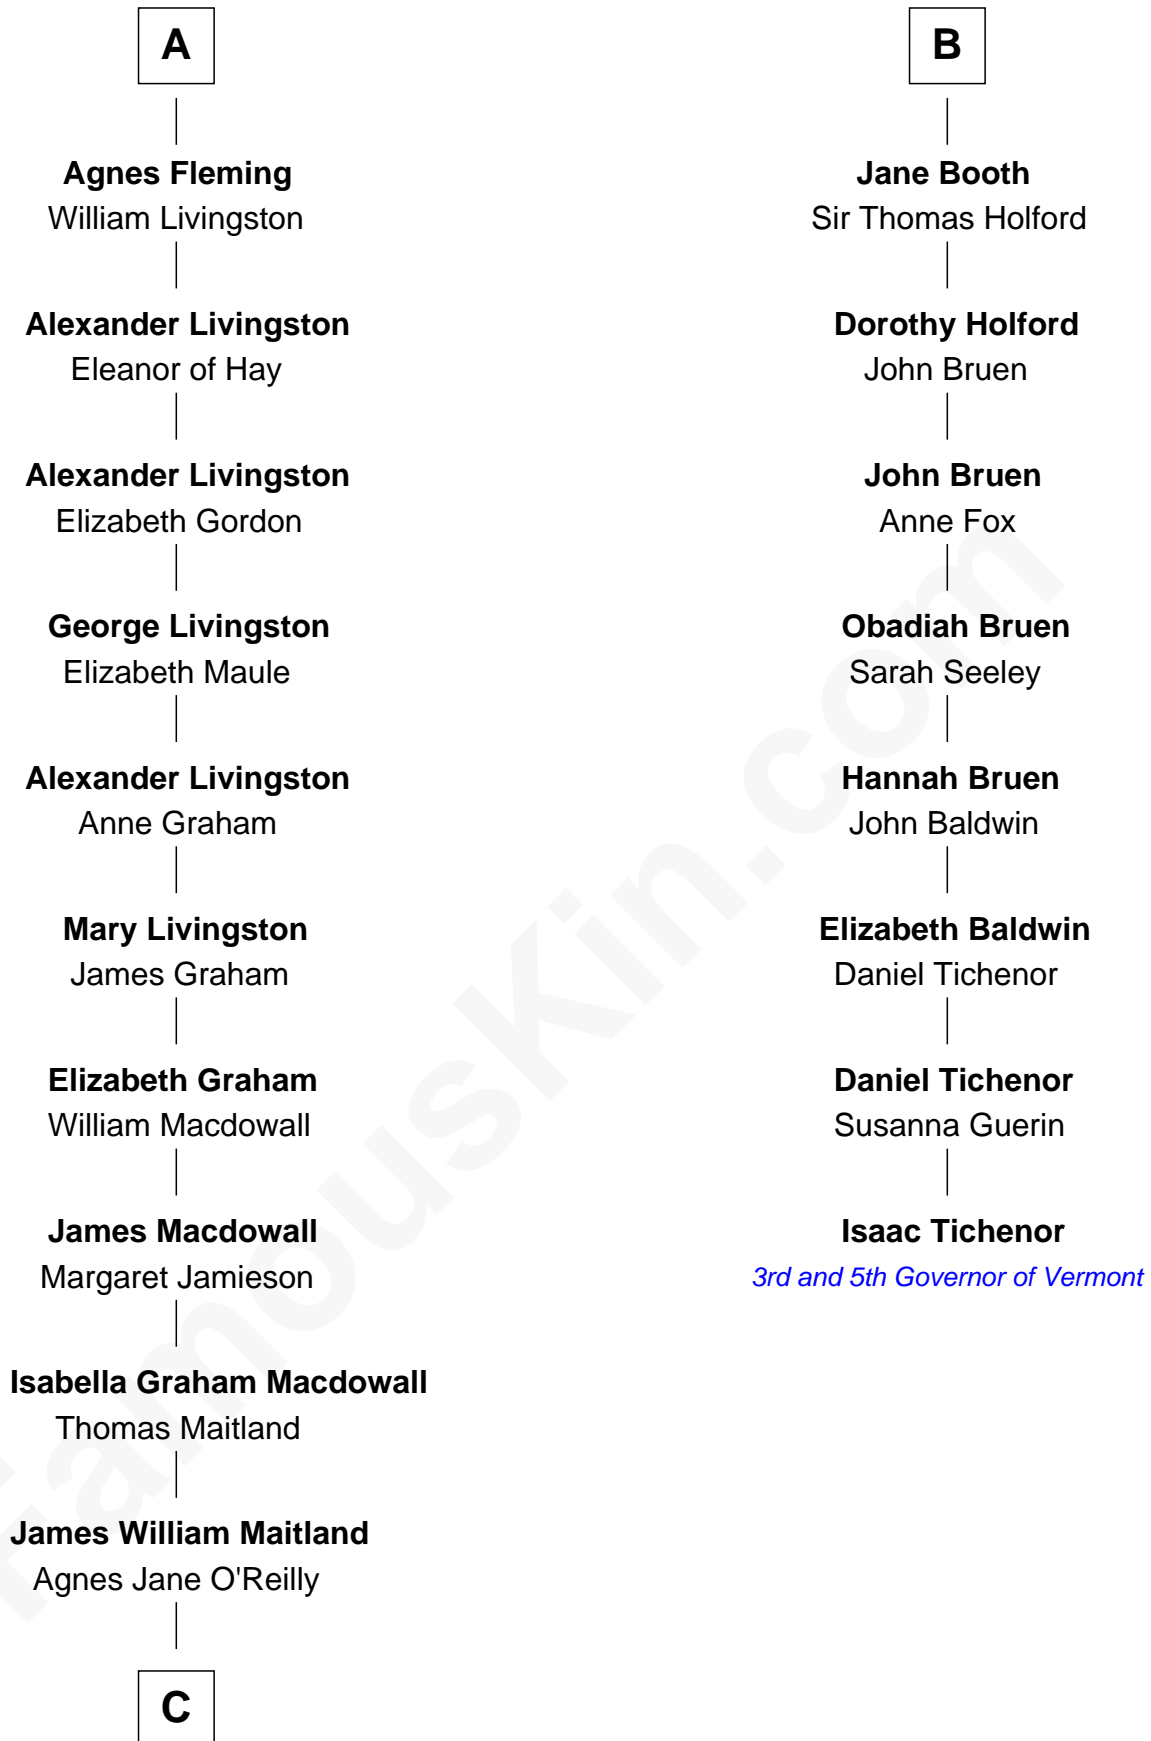 A
Agnes Fleming
William Livingston
Alexander Livingston
Eleanor of Hay
Alexander Livingston
Elizabeth Gordon
George Livingston
Elizabeth Maule
Alexander Livingston
Anne Graham
Mary Livingston
James Graham
Elizabeth Graham
William Macdowall
James Macdowall
Margaret Jamieson
Isabella Graham Macdowall
Thomas Maitland
James William Maitland
Agnes Jane O'Reilly
C
B
Jane Booth
Sir Thomas Holford
Dorothy Holford
John Bruen
John Bruen
Anne Fox
Obadiah Bruen
Sarah Seeley
Hannah Bruen
John Baldwin
Elizabeth Baldwin
Daniel Tichenor
Daniel Tichenor
Susanna Guerin
Isaac Tichenor
3rd and 5th Governor of Vermont
FamousKin.com